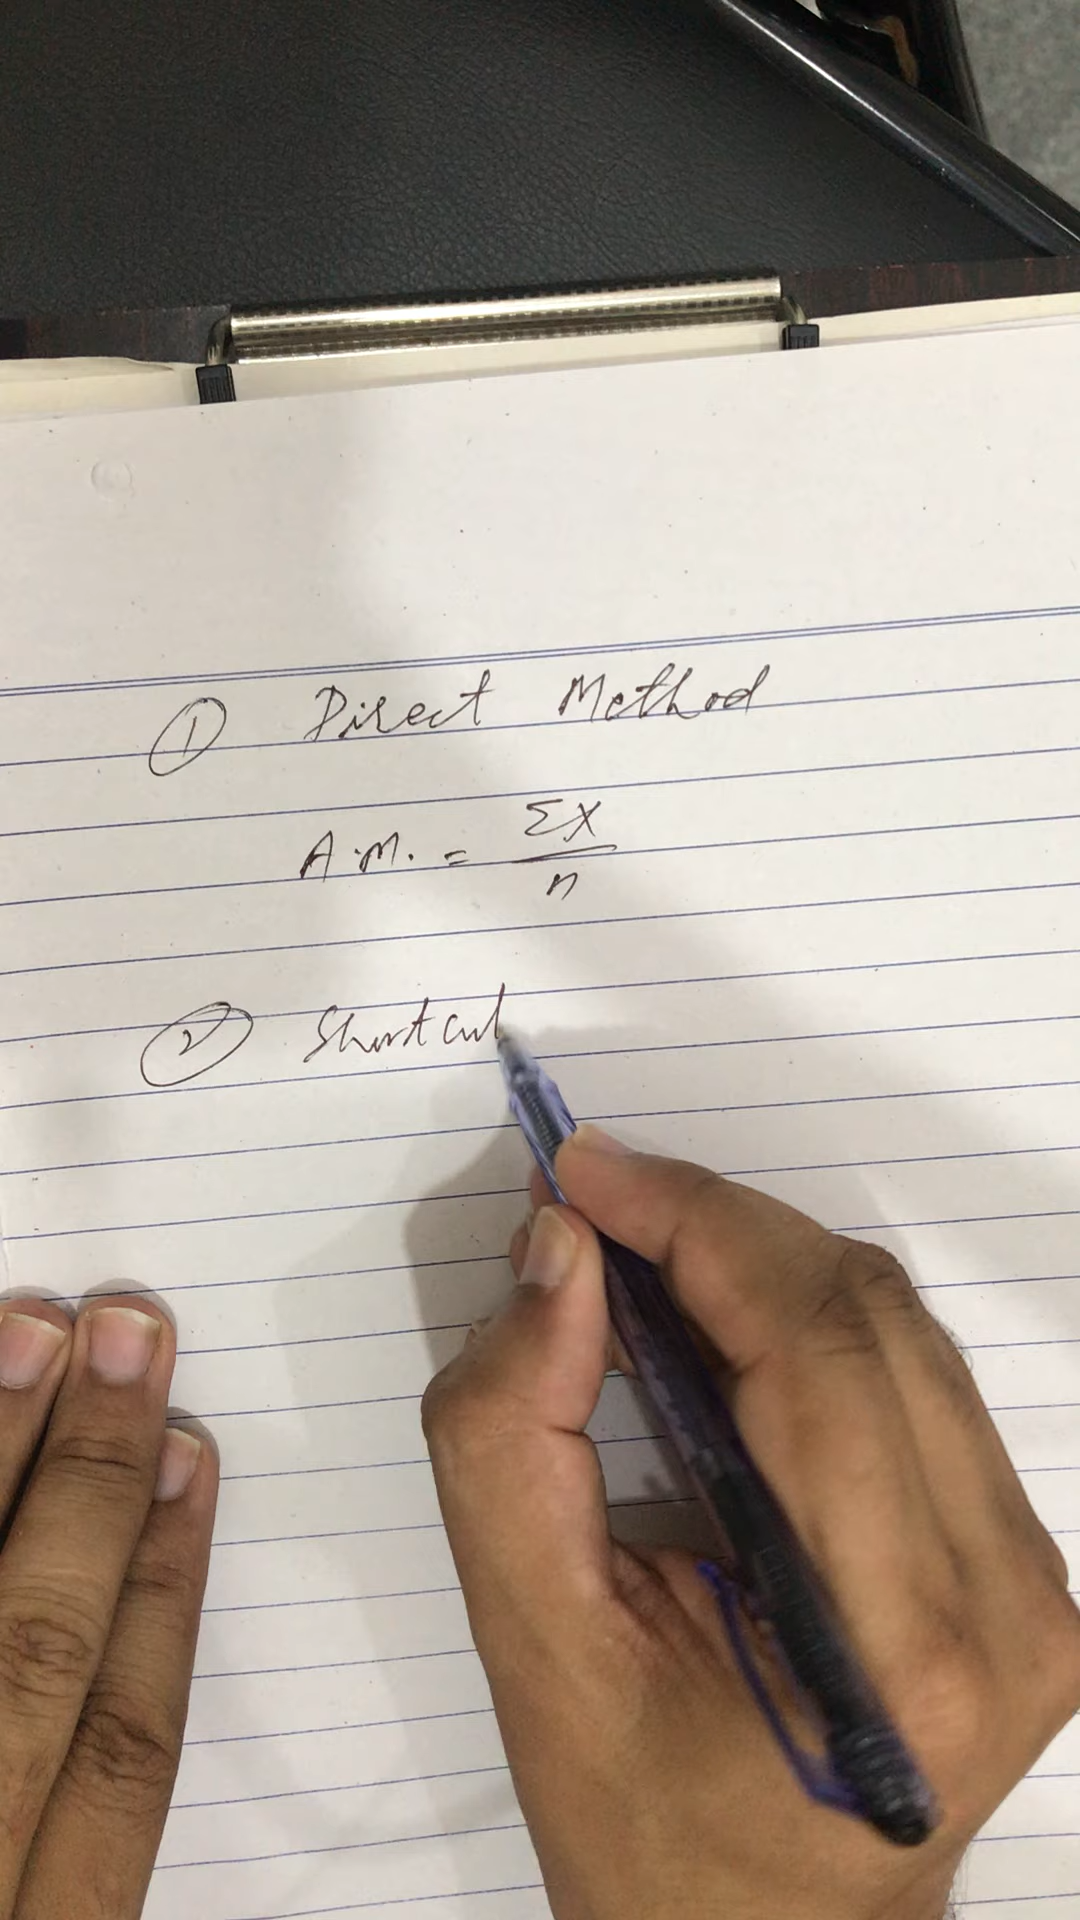 ① Direct Method
A.M. = ΣX / n
② Shortcut